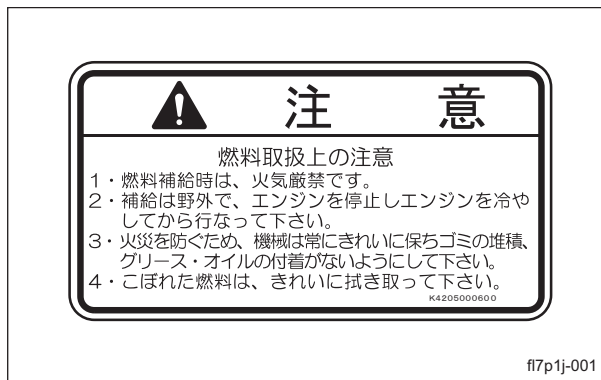 注 意
燃料取扱上の注意
1・燃料補給時は、火気厳禁です。
2・補給は野外で、エンジンを停止しエンジンを冷や
してから行なって下さい。
3・火災を防ぐため、機械は常にきれいに保ちゴミの堆積、
グリース・オイルの付着がないようにして下さい。
4・こぼれた燃料は、きれいに拭き取って下さい。
K4205000600
fl7p1j-001